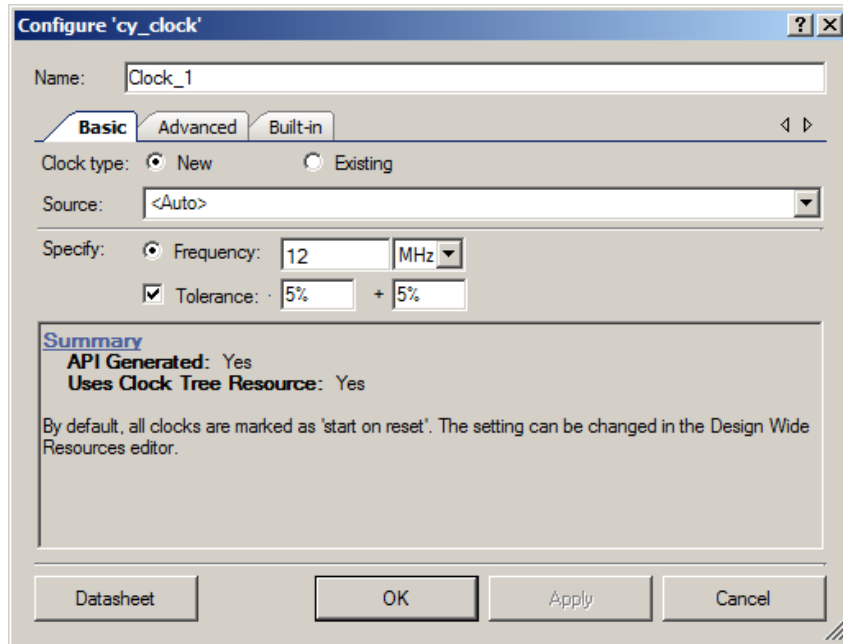 Configure 'cy_clock'
Name: Clock_1
Basic Advanced Built-in
Clock type: New Existing
Source: <Auto>
Specify: Frequency: 12 MHz
Tolerance: - 5% + 5%
Summary
API Generated: Yes
Uses Clock Tree Resource: Yes
By default, all clocks are marked as 'start on reset'. The setting can be changed in the Design Wide
Resources editor.
Datasheet OK Apply Cancel